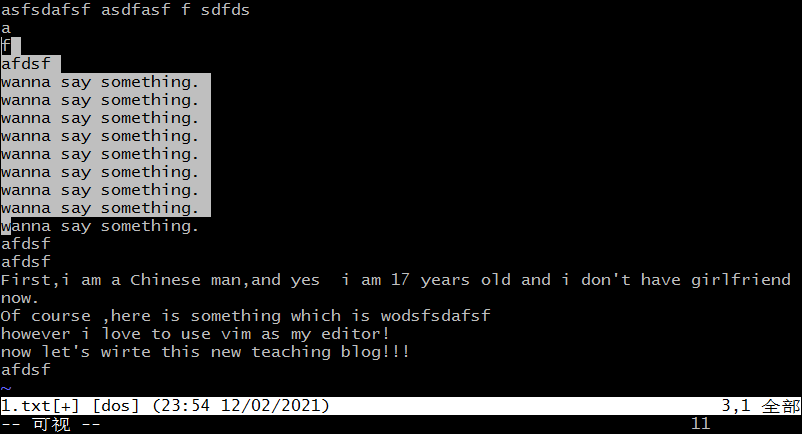 asfsdafsf asdfasf f sdfds
a
f
afdsf
wanna say something.
wanna say something.
wanna say something.
wanna say something.
wanna say something.
wanna say something.
wanna say something.
wanna say something.
wanna say something.
afdsf
afdsf
First,i am a Chinese man,and yes  i am 17 years old and i don't have girlfriend
now.
Of course ,here is something which is wodsfsdafsf
however i love to use vim as my editor!
now let's wirte this new teaching blog!!!
afdsf
~
1.txt[+] [dos] (23:54 12/02/2021) 3,1 全部
-- 可视 -- 11